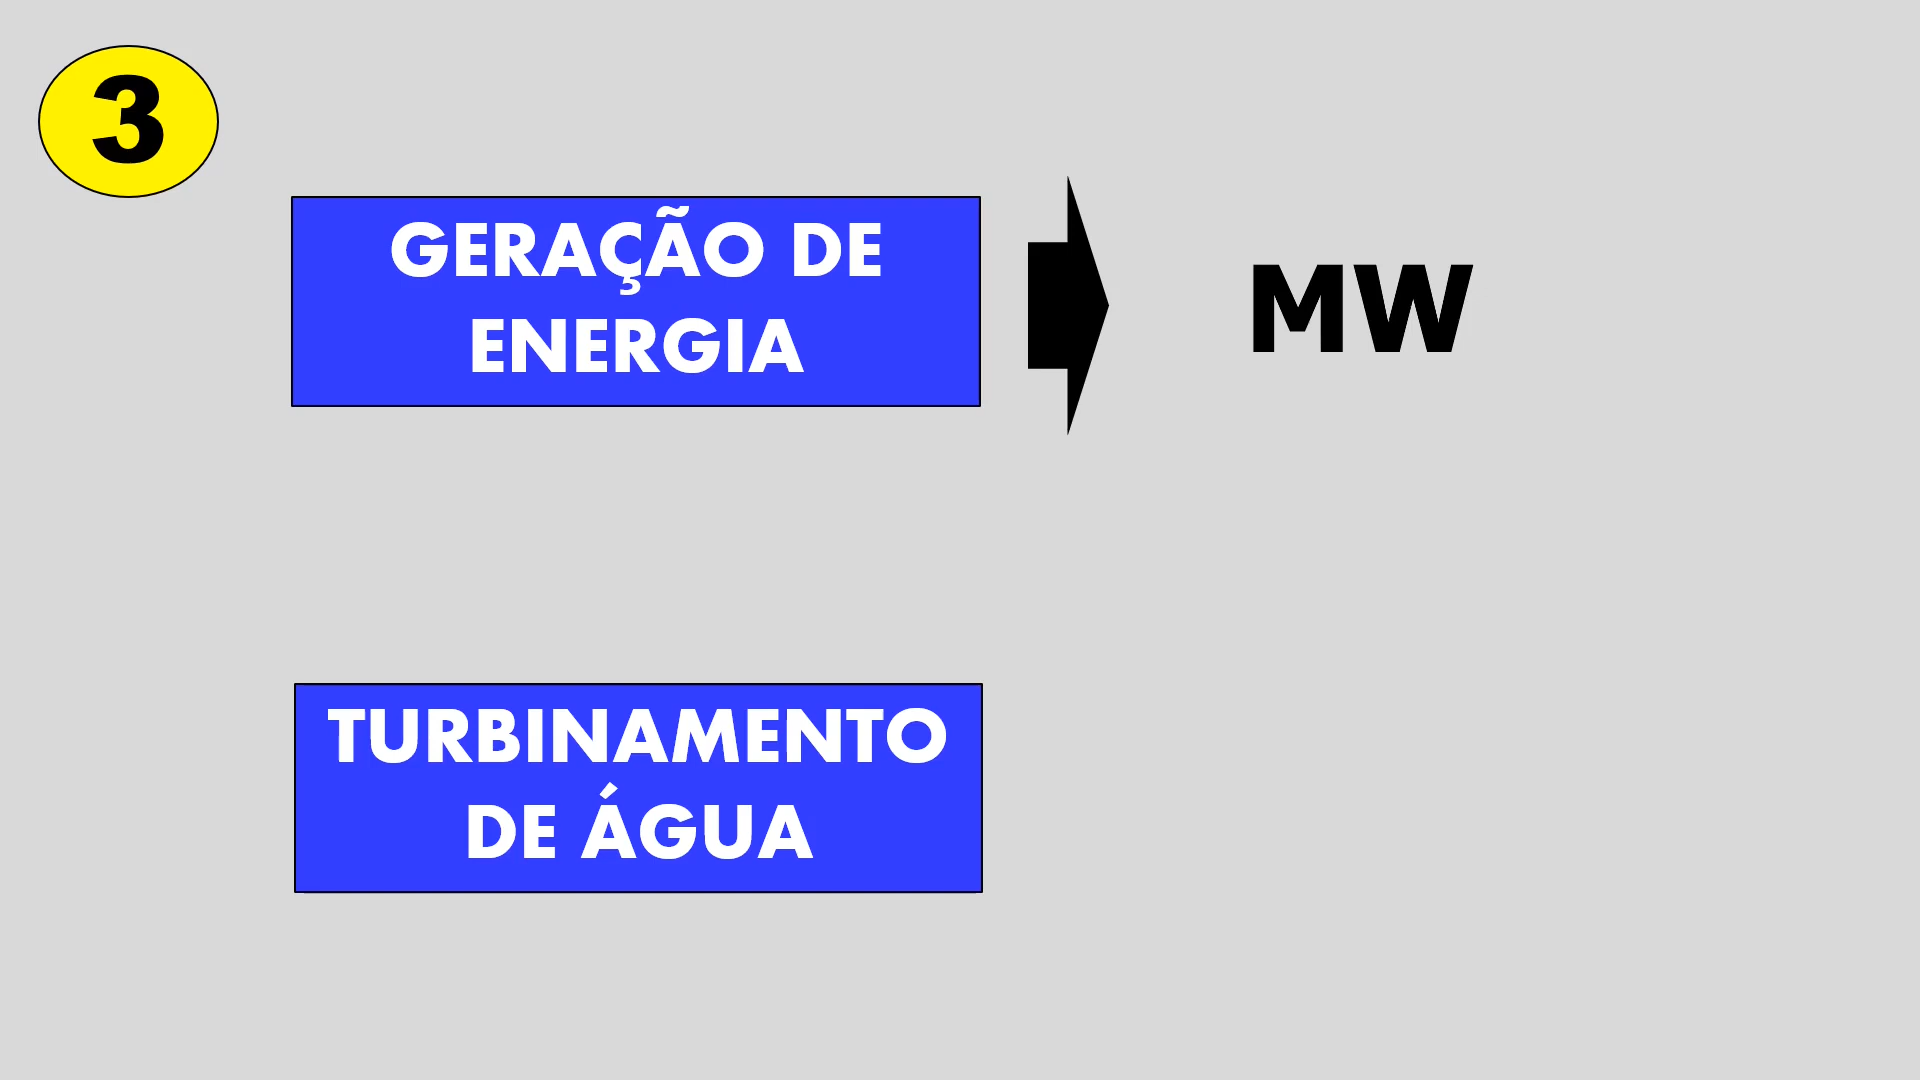 3
GERAÇÃO DE
ENERGIA
MW
TURBINAMENTO
DE ÁGUA